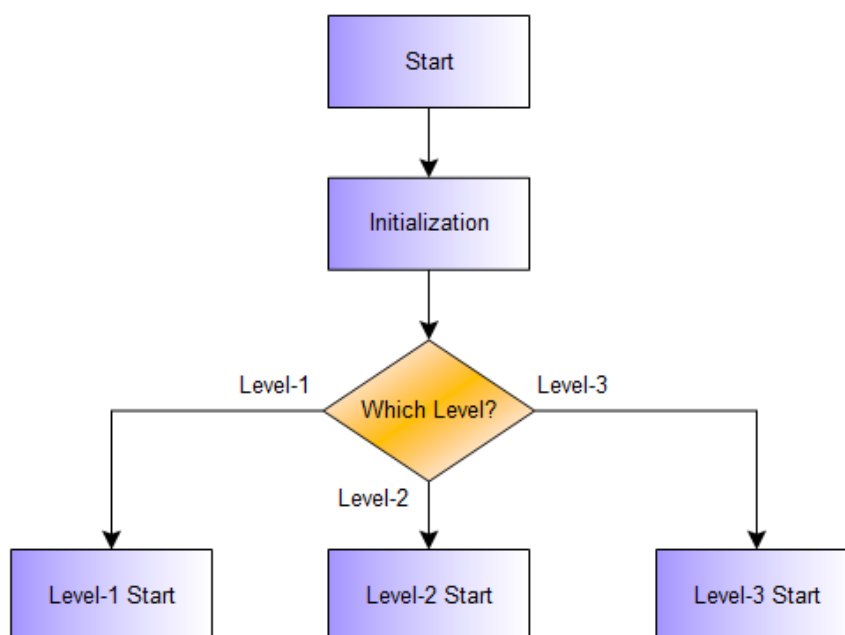 Start
Initialization
Level-1
Level-3
Which Level?
Level-2
Level-1 Start
Level-2 Start
Level-3 Start